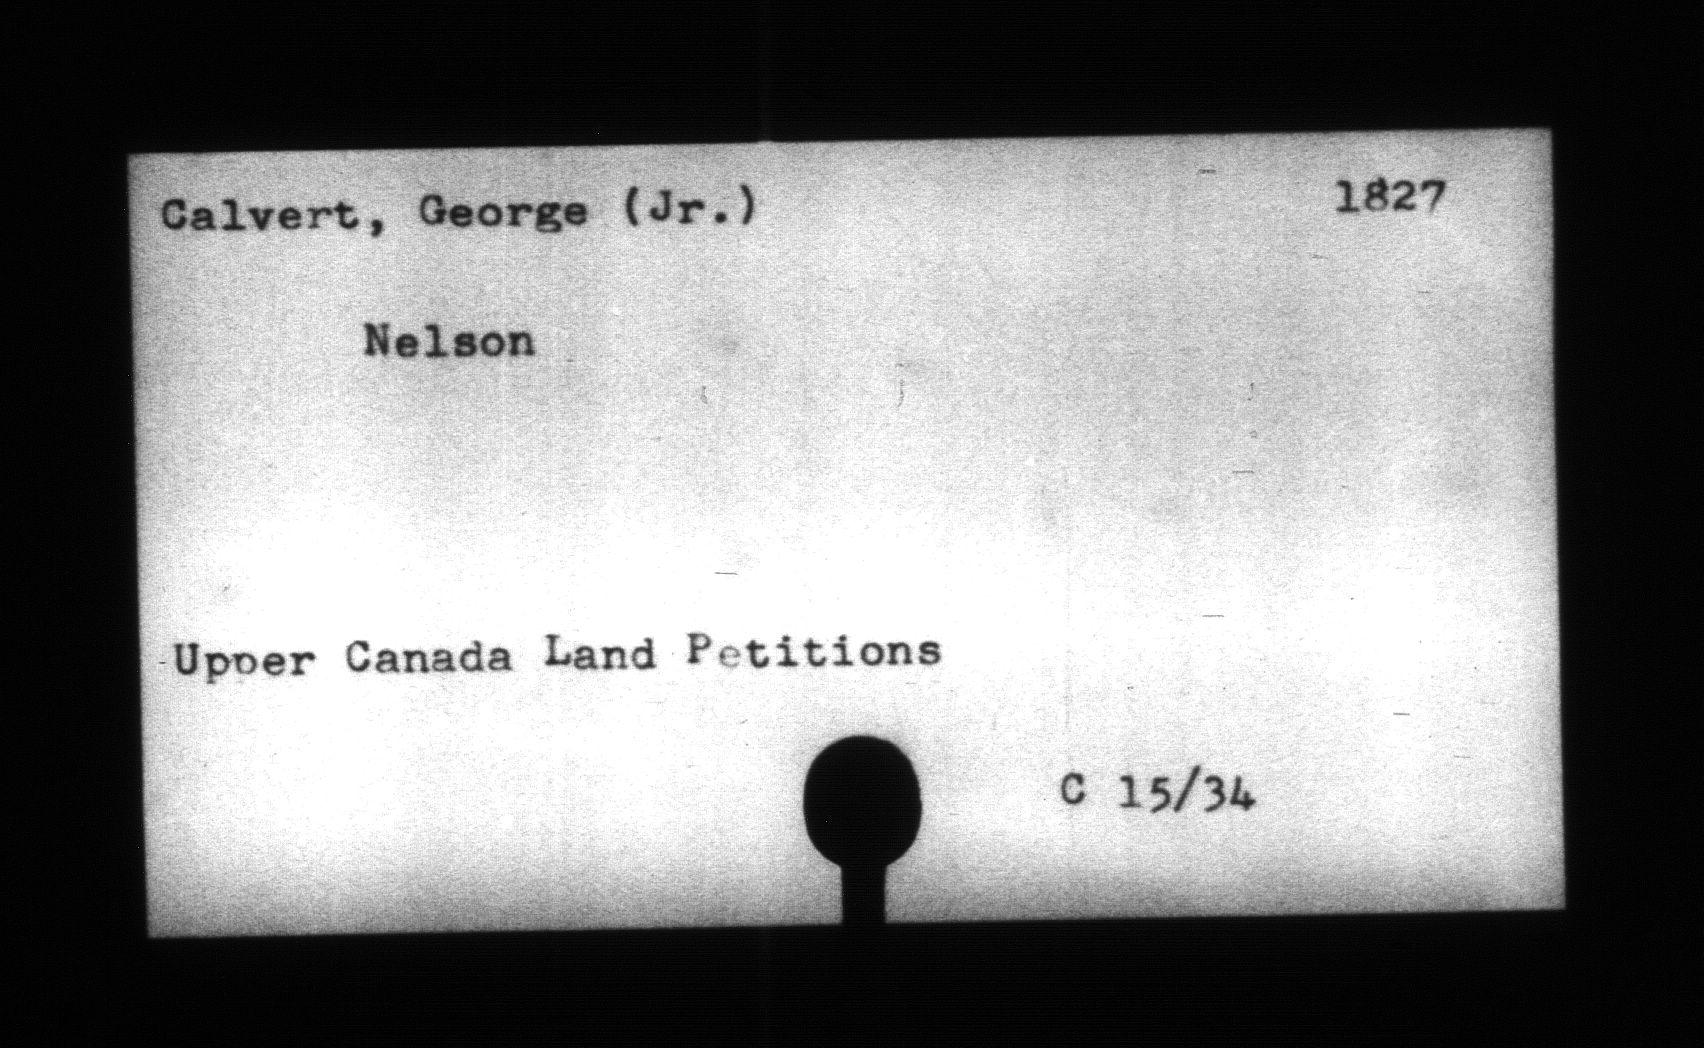 Calvert, George (Jr.) 1827
Nelson
Upper Canada Land Petitions
C 15/34